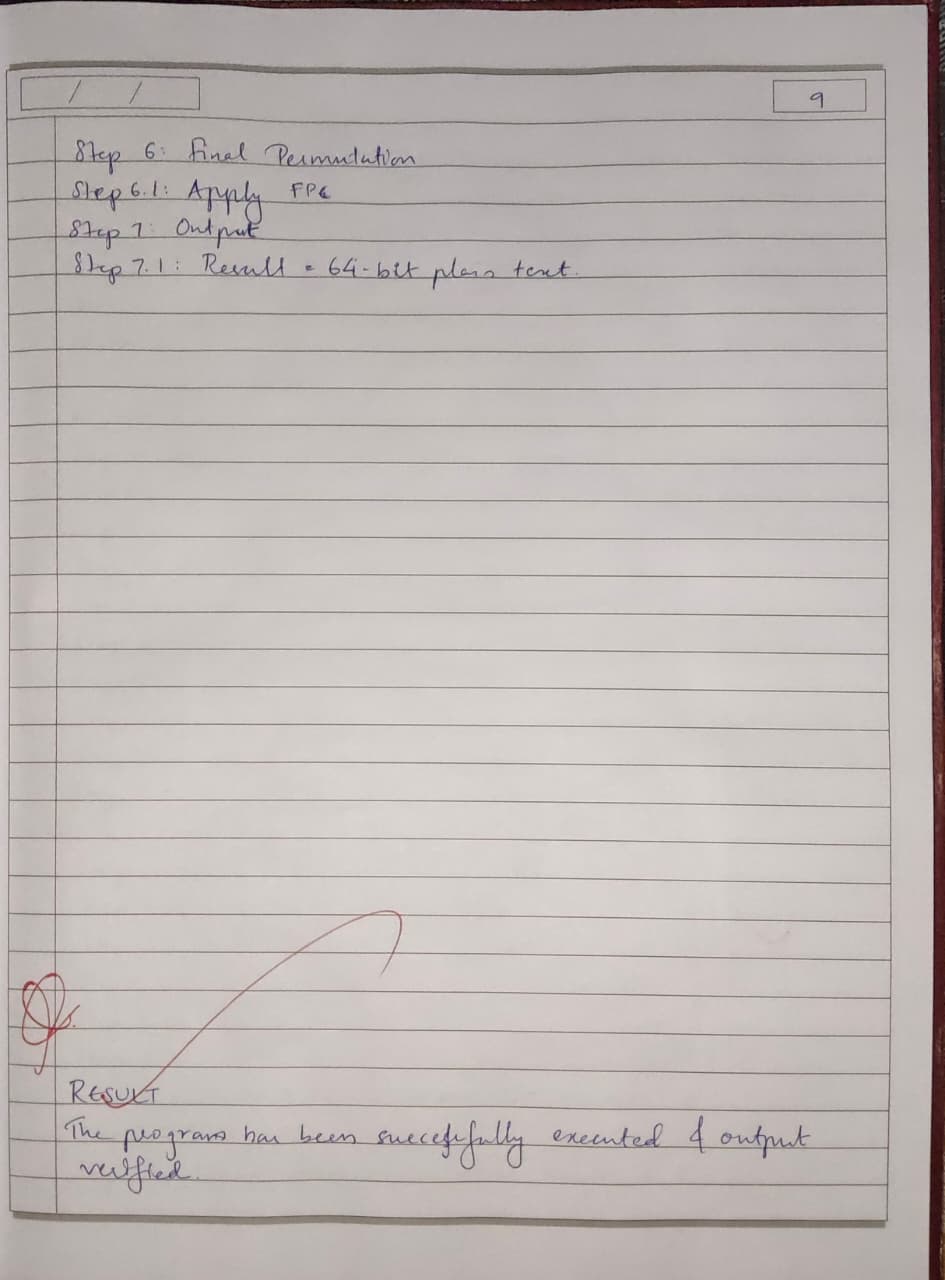 / /
9
Step 6: Final Permutation
Step 6.1: Apply
Step 7: Output
Step 7.1: Result = 64-bit plain text.
RESULT
The program has been succesfully executed & output
verified.